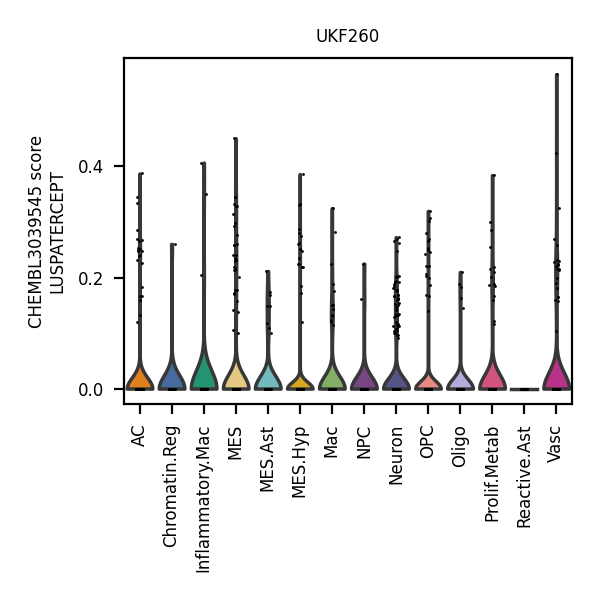 UKF260
CHEMBL3039545 score
LUSPATERCEPT
0.4
0.2
0.0
AC
Chromatin.Reg
Inflammatory.Mac
MES
MES.Ast
MES.Hyp
Mac
NPC
Neuron
OPC
Oligo
Prolif.Metab
Reactive.Ast
Vasc